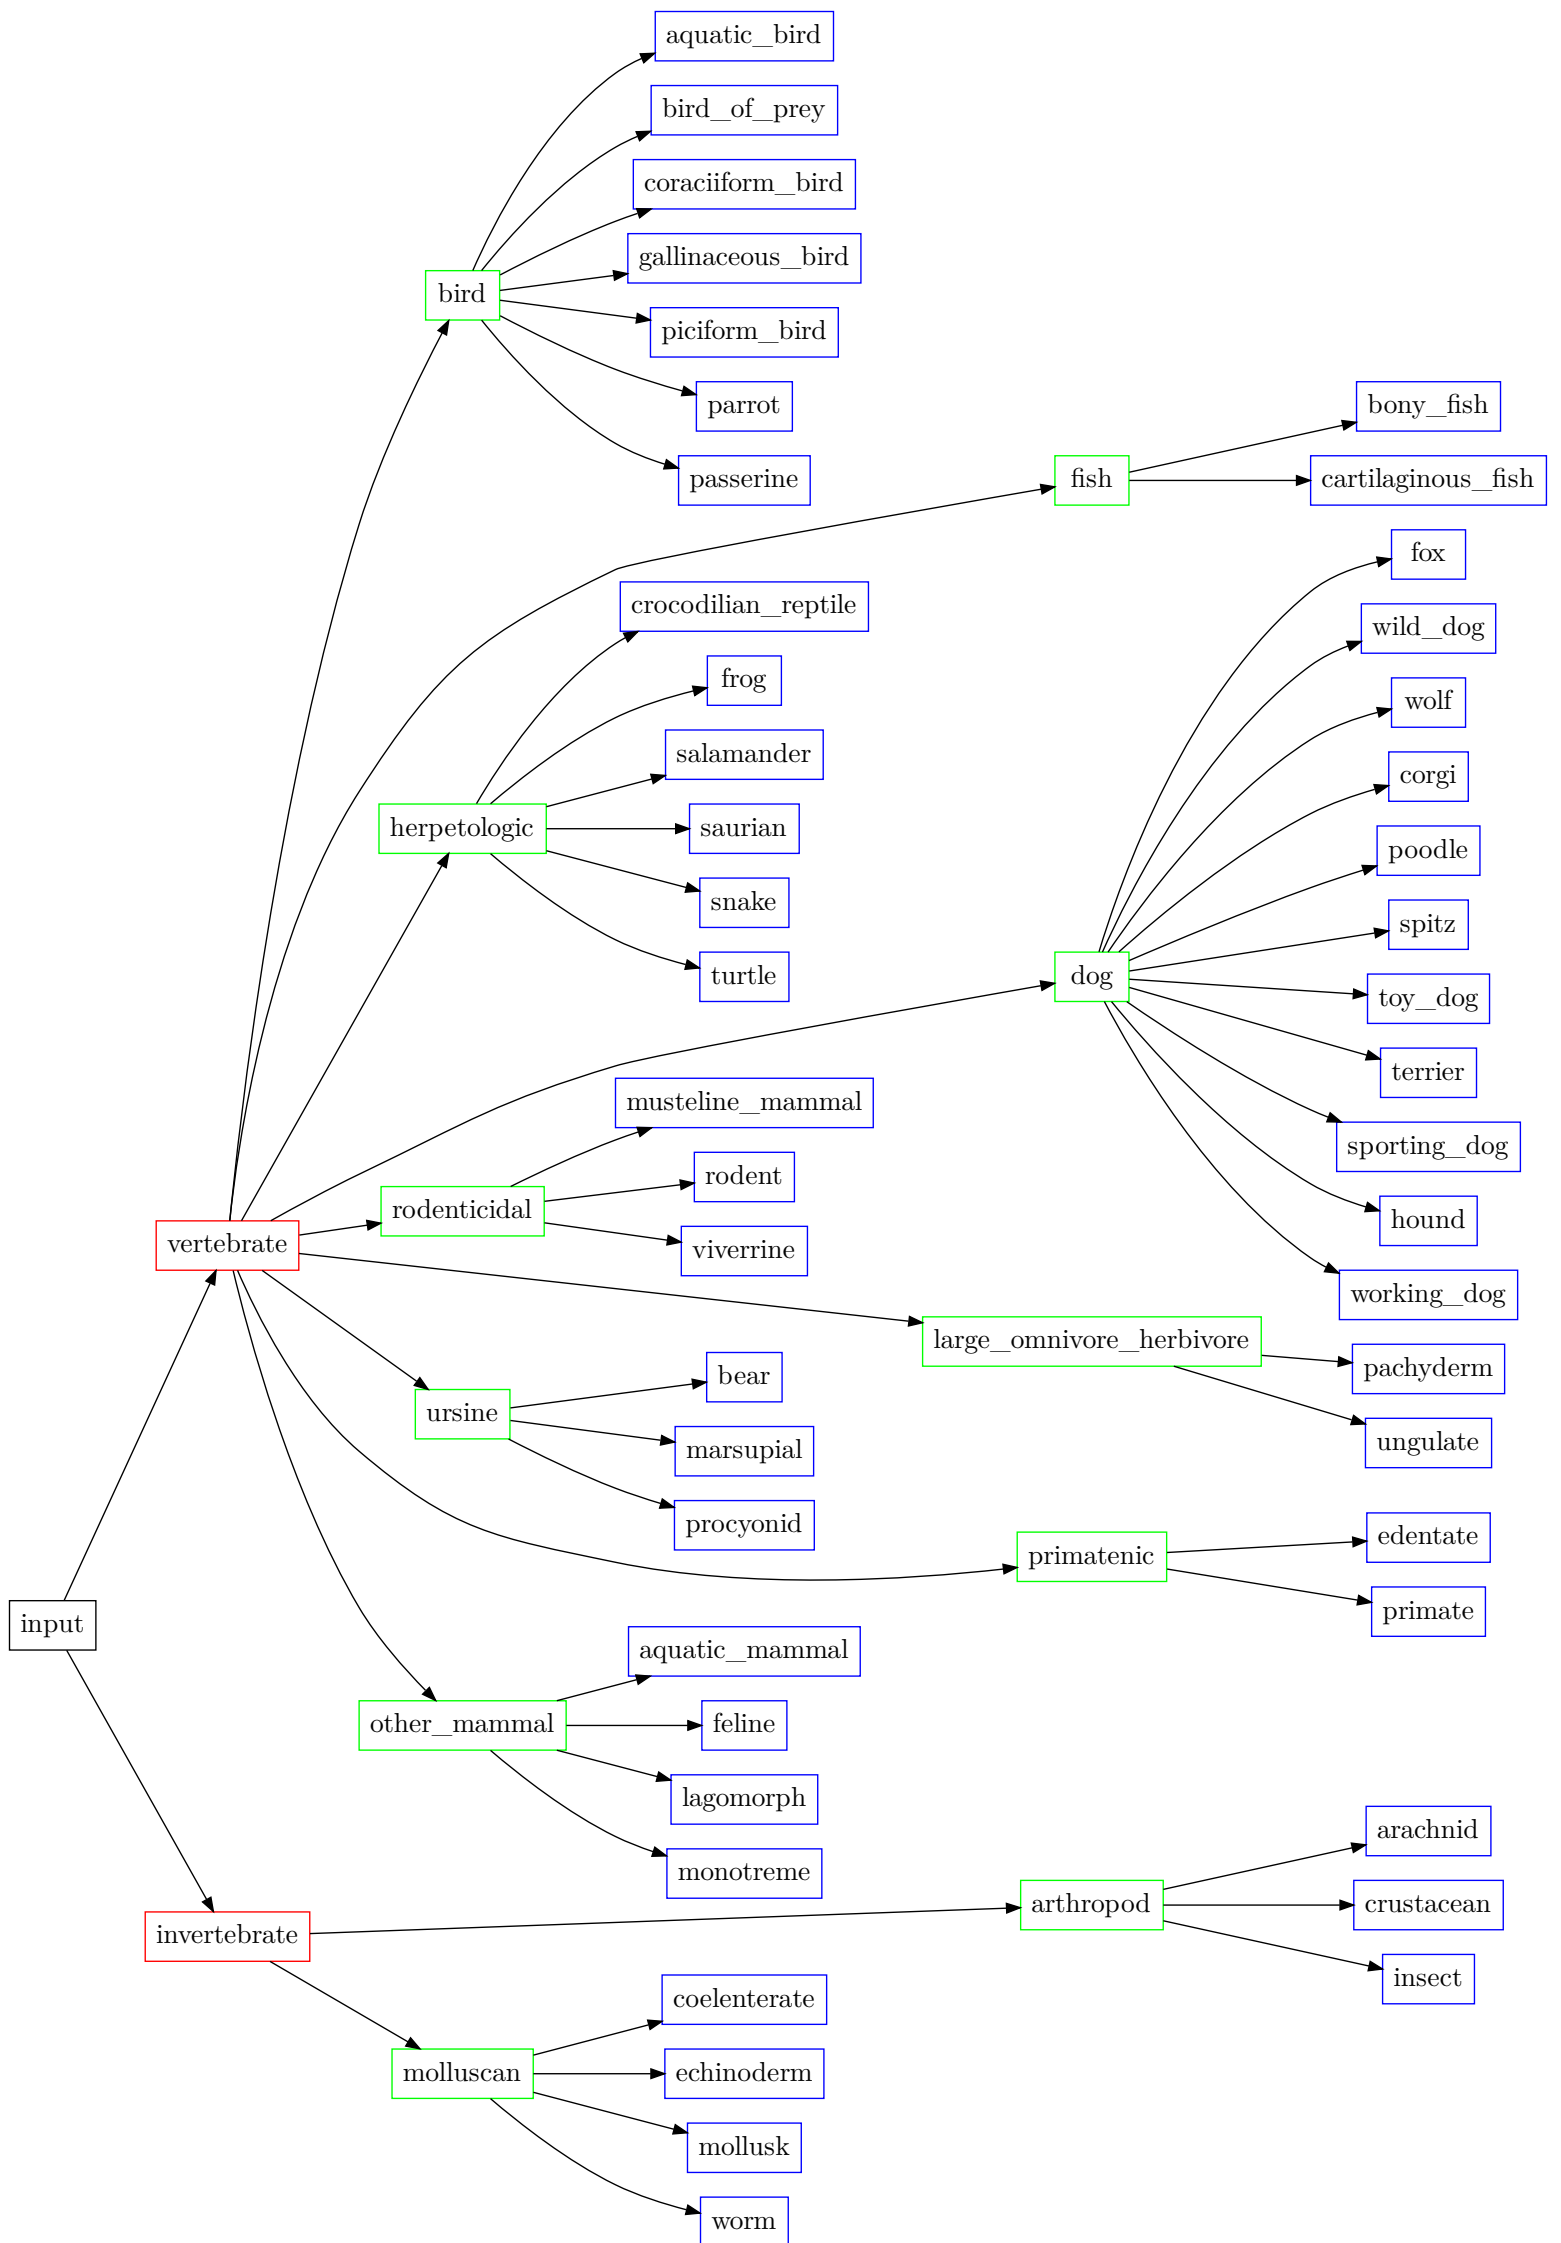 aquatic_bird
bird_of_prey
coraciiform_bird
gallinaceous_bird
bird
piciform_bird
parrot
passerine
bony_fish
fish
cartilaginous_fish
fox
crocodilian_reptile
wild_dog
frog
wolf
salamander
corgi
herpetologic
saurian
poodle
snake
spitz
turtle
dog
toy_dog
terrier
musteline_mammal
sporting_dog
rodent
rodenticidal
hound
vertebrate
viverrine
working_dog
large_omnivore_herbivore
pachyderm
bear
ursine
ungulate
marsupial
procyonid
edentate
primatenic
primate
input
aquatic_mammal
other_mammal
feline
lagomorph
arachnid
monotreme
arthropod
crustacean
invertebrate
insect
coelenterate
molluscan
echinoderm
mollusk
worm